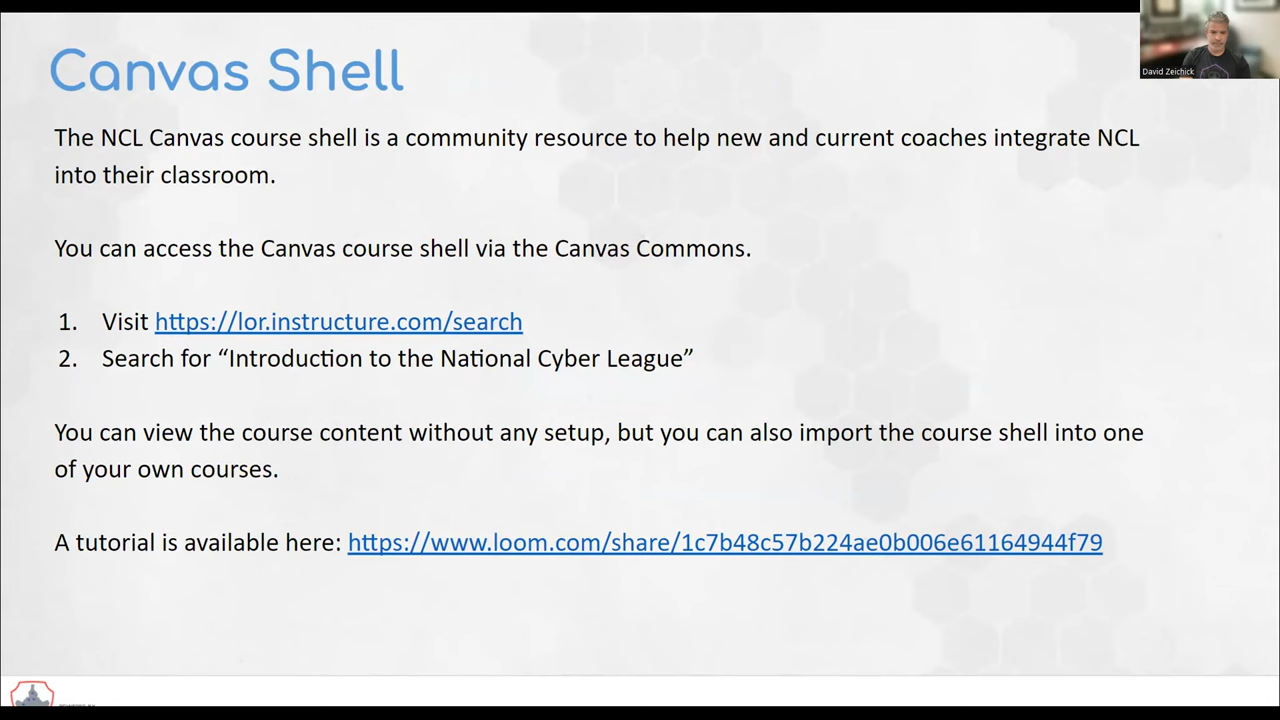 Canvas Shell
David Zeichick
The NCL Canvas course shell is a community resource to help new and current coaches integrate NCL
into their classroom.
You can access the Canvas course shell via the Canvas Commons.
1. Visit https://lor.instructure.com/search
2. Search for “Introduction to the National Cyber League”
You can view the course content without any setup, but you can also import the course shell into one
of your own courses.
A tutorial is available here: https://www.loom.com/share/1c7b48c57b224ae0b006e61164944f79